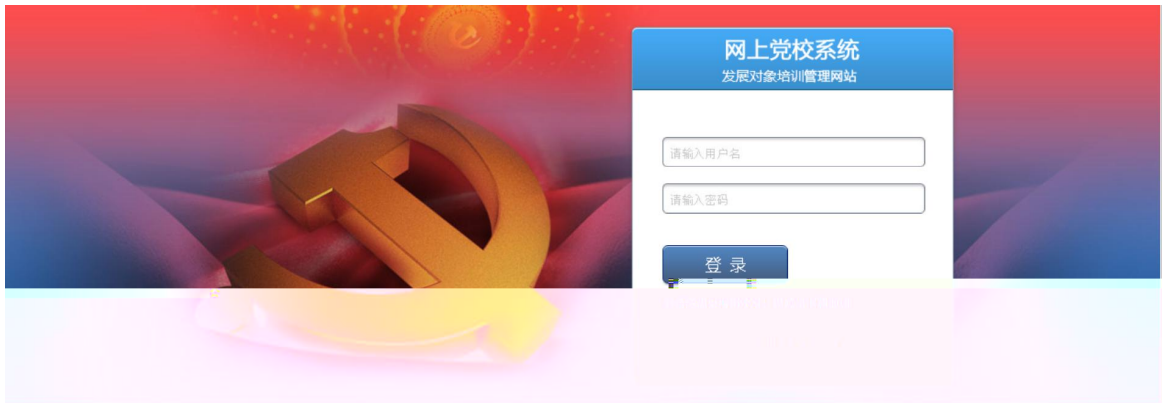 网上党校系统
发展对象培训管理网站
请输入用户名
请输入密码
登 录